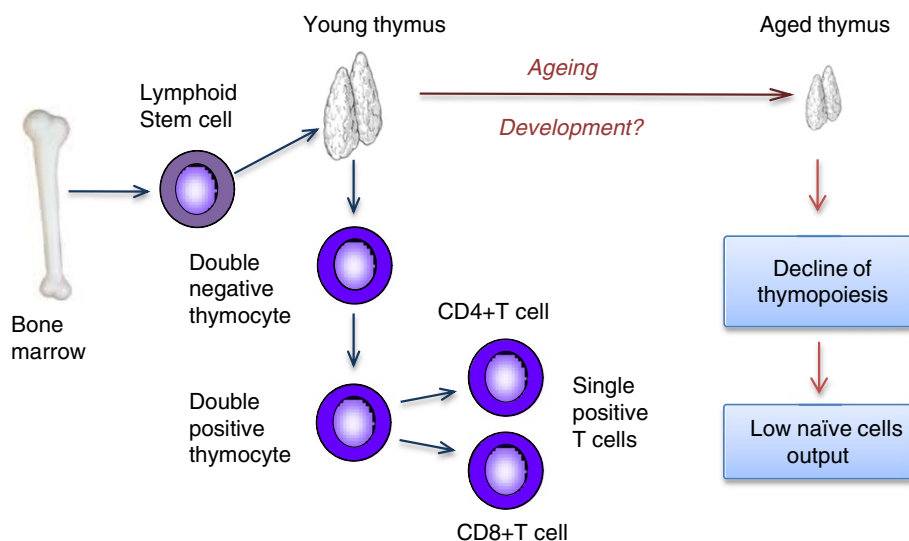 Young thymus
Aged thymus
Ageing
Development?
Lymphoid
Stem cell
Bone
marrow
Double
negative
thymocyte
Double
positive
thymocyte
CD4+T cell
Single
positive
T cells
CD8+T cell
Decline of
thymopoiesis
Low naïve cells
output